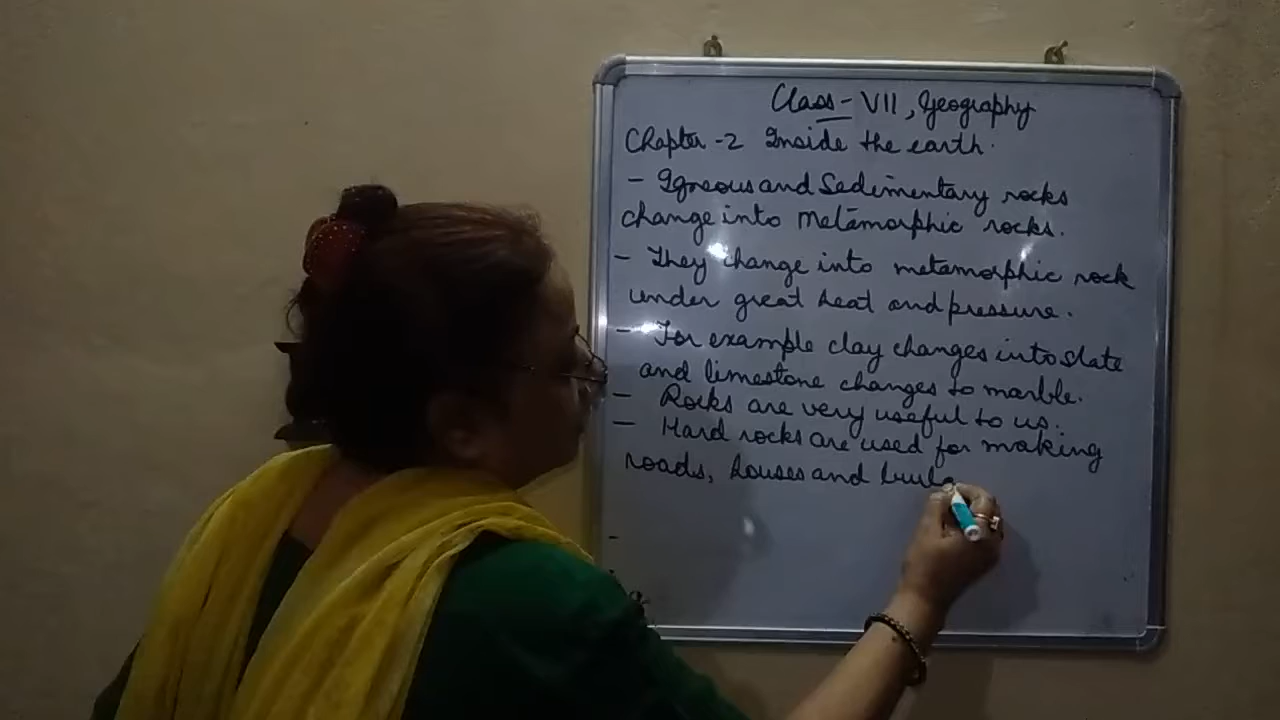 Class - VII, Geography
Chapter -2 Inside the earth.
- Igneous and Sedimentary rocks
change into metamorphic rocks.
- They change into metamorphic rock
under great heat and pressure.
- For example clay changes into slate
and limestone changes to marble.
- Rocks are very useful to us.
- Hard rocks are used for making
roads, houses and